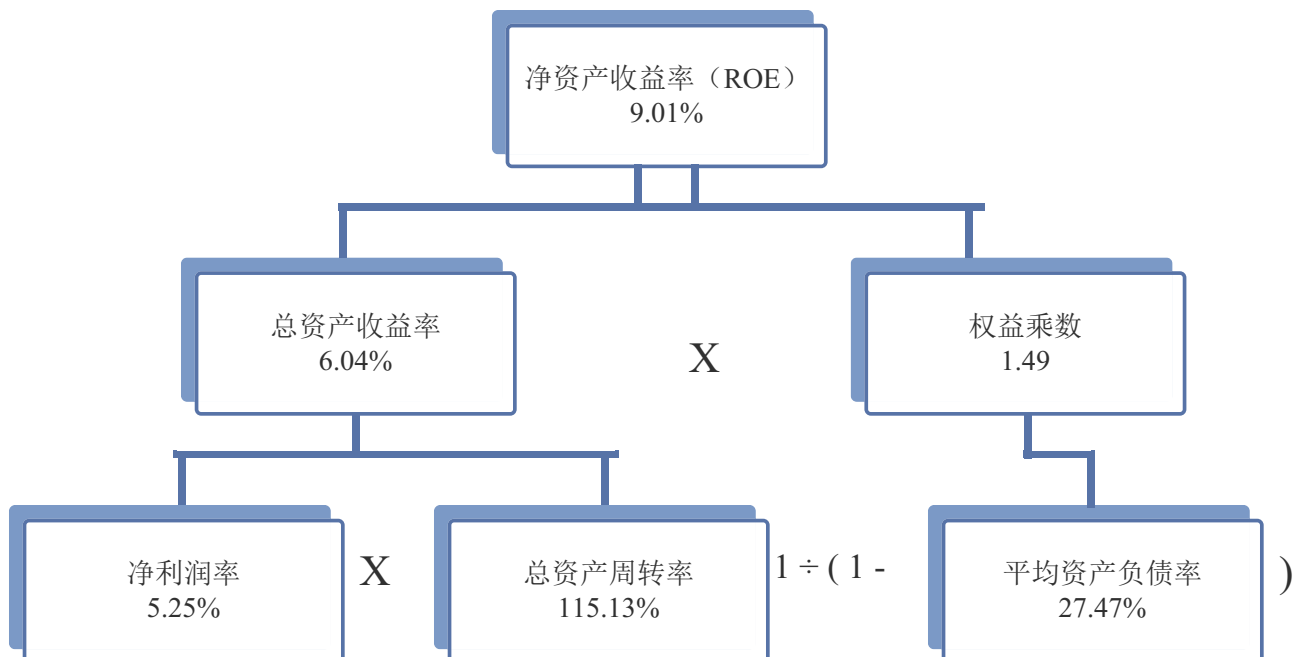 净资产收益率（ROE）
9.01%
总资产收益率
6.04%
X
权益乘数
1.49
净利润率
5.25%
X
总资产周转率
115.13%
1 ÷ ( 1 -
平均资产负债率
27.47%
)